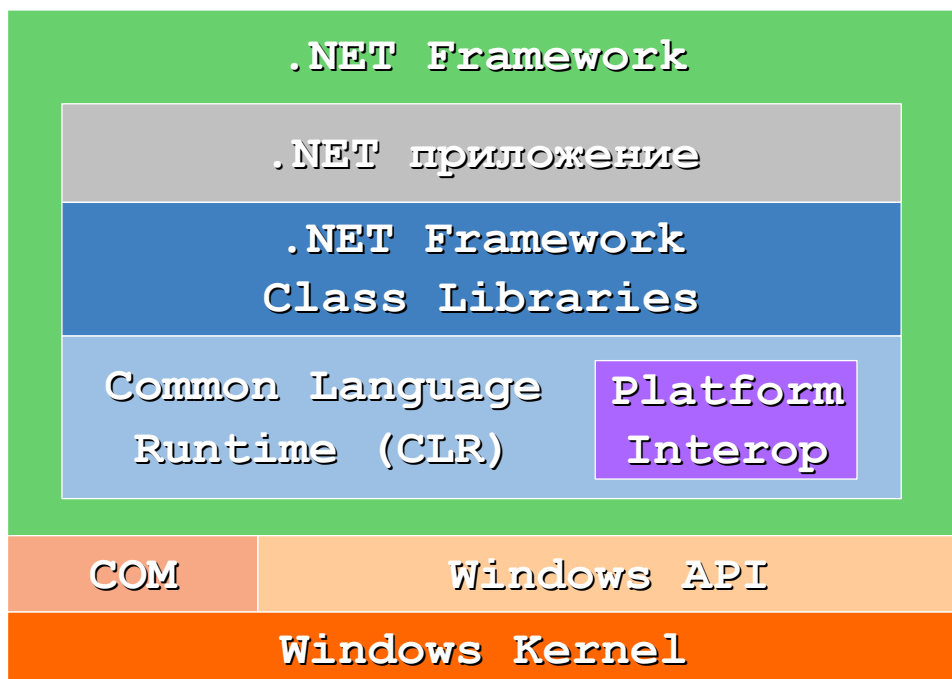 .NET Framework
.NET приложение
.NET Framework
Class Libraries
Common Language
Runtime (CLR)
Platform
Interop
COM
Windows API
Windows Kernel